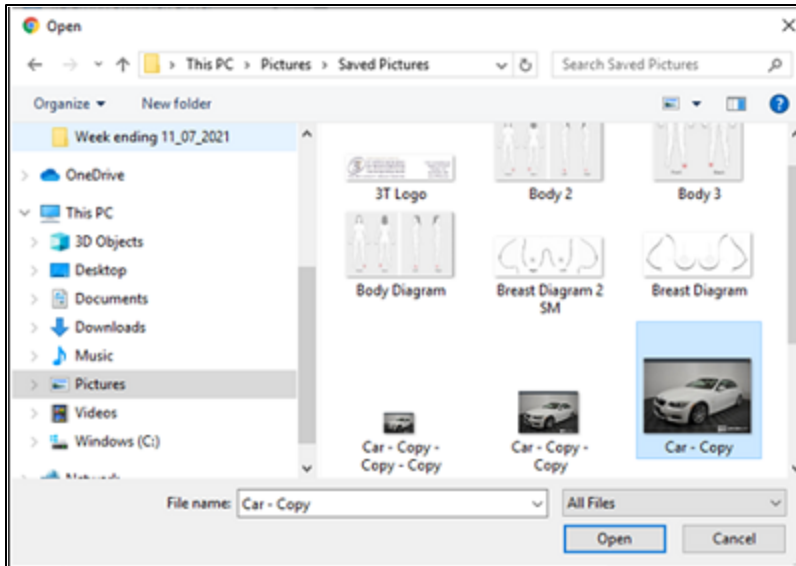 Open
This PC > Pictures > Saved Pictures
Search Saved Pictures
Organize
New folder
Week ending 11_07_2021
OneDrive
This PC
3D Objects
Desktop
Documents
Downloads
Music
Pictures
Videos
Windows (C:)
Network
3T Logo
Body 2
Body 3
Body Diagram
Breast Diagram 2
SM
Breast Diagram
Car - Copy -
Copy - Copy
Car - Copy -
Copy
Car - Copy
File name: Car - Copy
All Files
Open
Cancel